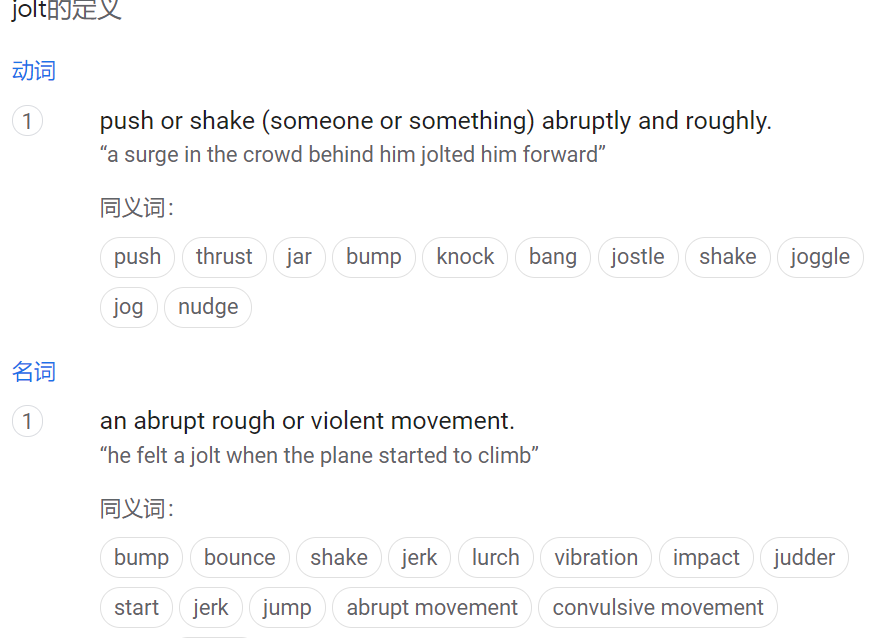 jolt的定义
动词
1 push or shake (someone or something) abruptly and roughly.
“a surge in the crowd behind him jolted him forward”
同义词：
push thrust jar bump knock bang jostle shake joggle
jog nudge
名词
1 an abrupt rough or violent movement.
“he felt a jolt when the plane started to climb”
同义词：
bump bounce shake jerk lurch vibration impact judder
start jerk jump abrupt movement convulsive movement